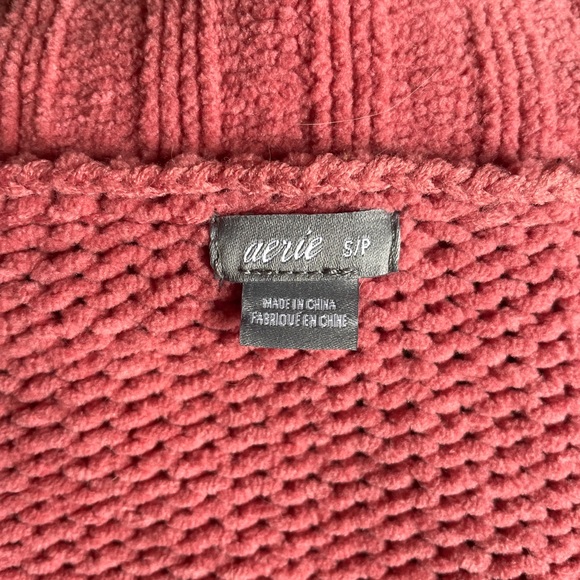 aerie S/P
MADE IN CHINA
FABRIQUÉ EN CHINE